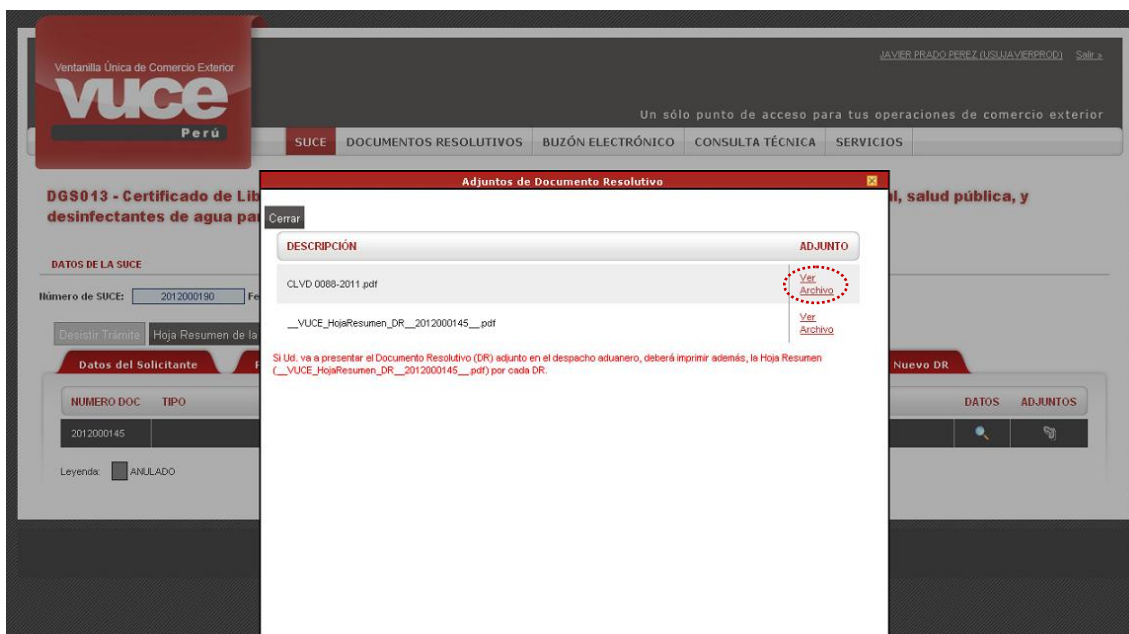 JAVIER PRADO PEREZ (USUJAVIERPROD) Salir »
Ventanilla Única de Comercio Exterior
vuce
Perú
Un sólo punto de acceso para tus operaciones de comercio exterior
SUCE DOCUMENTOS RESOLUTIVOS BUZÓN ELECTRÓNICO CONSULTA TÉCNICA SERVICIOS
Adjuntos de Documento Resolutivo
DGS013 - Certificado de Lib
l, salud pública, y
desinfectantes de agua pa
Cerrar
DESCRIPCIÓN ADJUNTO
DATOS DE LA SUCE
CLVD 0088-2011.pdf Ver
Archivo
Número de SUCE: 2012000190 Fe
__VUCE_HojaResumen_DR__2012000145__.pdf Ver
Archivo
Desistir Trámite Hoja Resumen de la
Si Ud. va a presentar el Documento Resolutivo (DR) adjunto en el despacho aduanero, deberá imprimir además, la Hoja Resumen
(__VUCE_HojaResumen_DR__2012000145__.pdf) por cada DR.
Datos del Solicitante
Nuevo DR
NUMERO DOC TIPO DATOS ADJUNTOS
2012000145
Leyenda: ANULADO